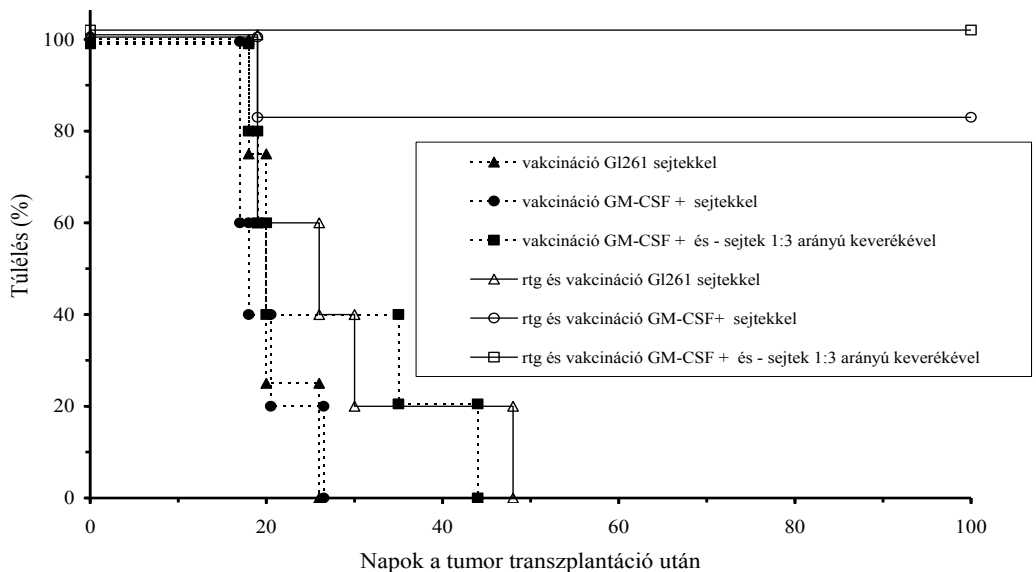 100
80
60
40
20
0
Túlélés (%)
vakcináció Gl261 sejtekkel
vakcináció GM-CSF + sejtekkel
vakcináció GM-CSF + és - sejtek 1:3 arányú keverékével
rtg és vakcináció Gl261 sejtekkel
rtg és vakcináció GM-CSF+ sejtekkel
rtg és vakcináció GM-CSF + és - sejtek 1:3 arányú keverékével
0 20 40 60 80 100
Napok a tumor transzplantáció után